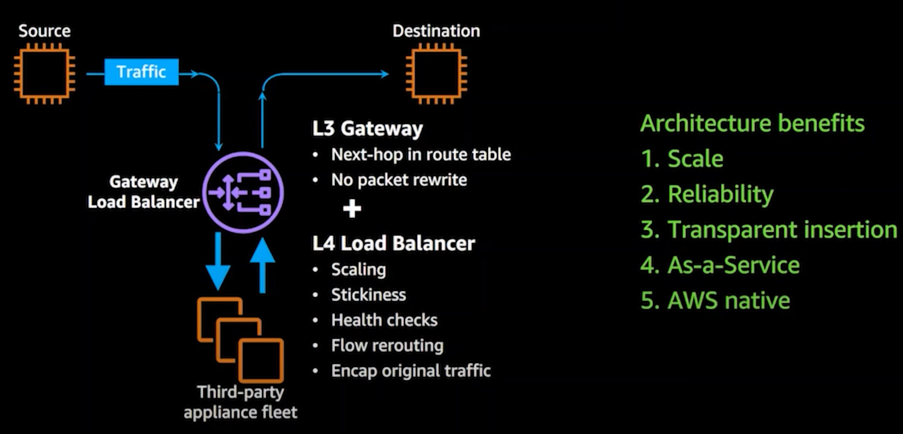 Source
Destination
Traffic
Gateway
Load Balancer
L3 Gateway
• Next-hop in route table
• No packet rewrite
+
L4 Load Balancer
• Scaling
• Stickiness
• Health checks
• Flow rerouting
• Encap original traffic
Third-party
appliance fleet
Architecture benefits
1. Scale
2. Reliability
3. Transparent insertion
4. As-a-Service
5. AWS native